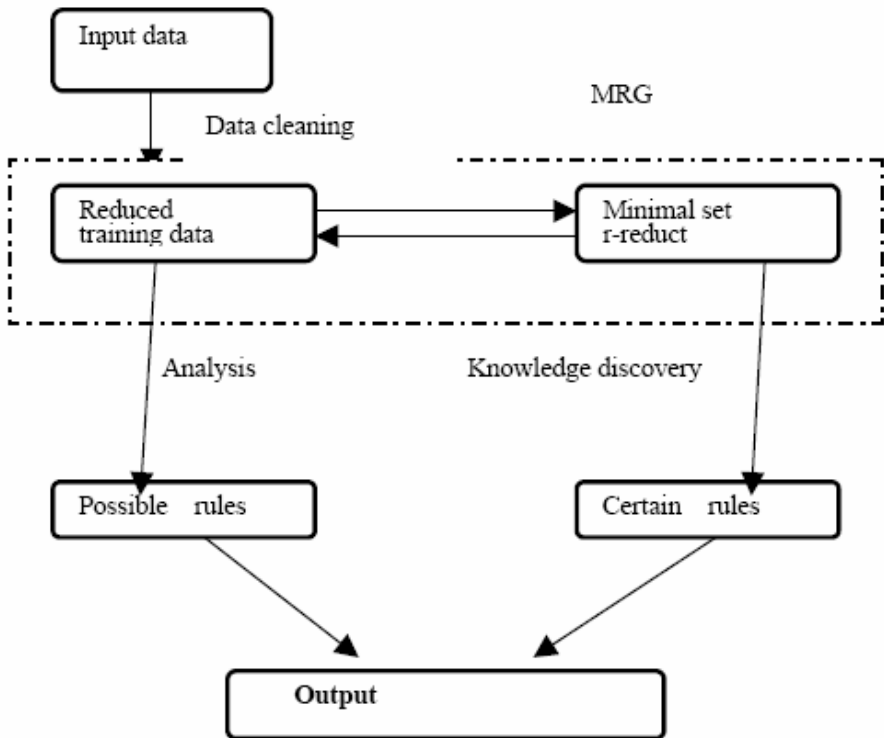 Input data
MRG
Data cleaning
Reduced
training data
Minimal set
r-reduct
Analysis
Knowledge discovery
Possible rules
Certain rules
Output